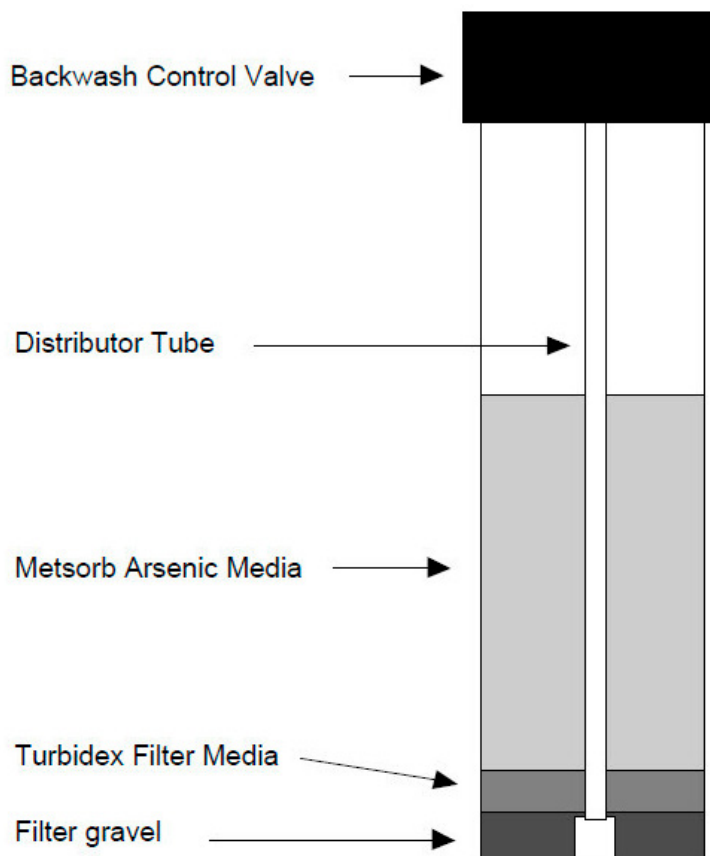 Backwash Control Valve
Distributor Tube
Metsorb Arsenic Media
Turbidex Filter Media
Filter gravel